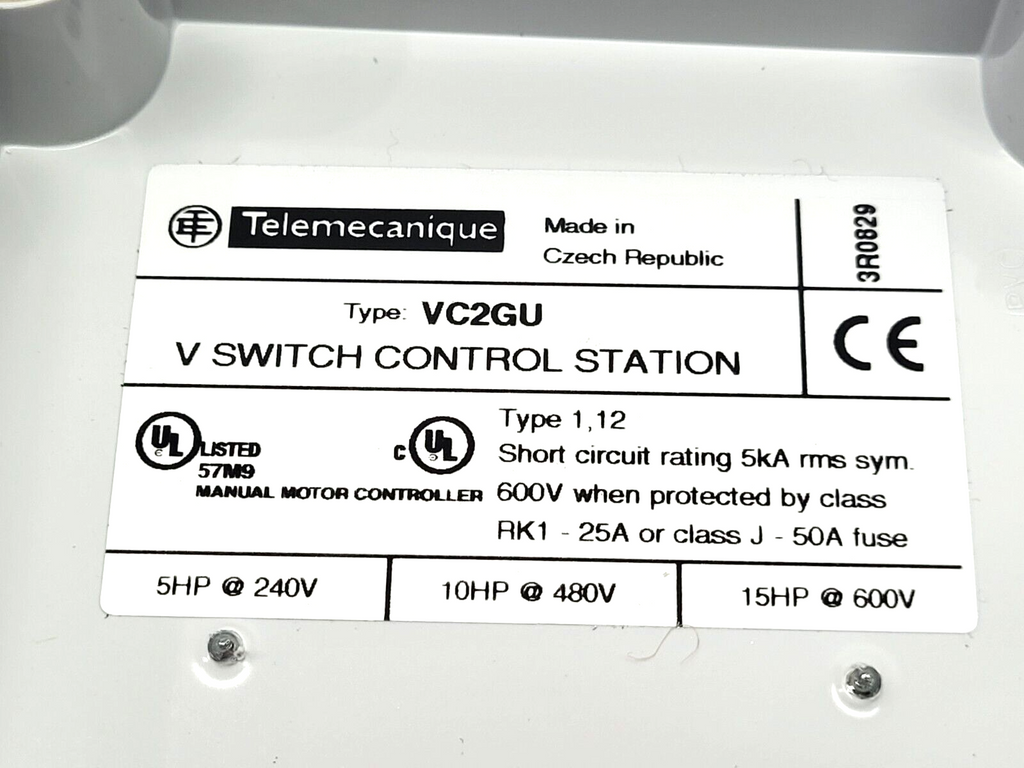 TE Telemecanique
Made in
Czech Republic
3R0829
Type: VC2GU
V SWITCH CONTROL STATION
CE
UL LISTED
57M9
MANUAL MOTOR CONTROLLER
C UL
Type 1,12
Short circuit rating 5kA rms sym.
600V when protected by class
RK1 - 25A or class J - 50A fuse
5HP @ 240V
10HP @ 480V
15HP @ 600V